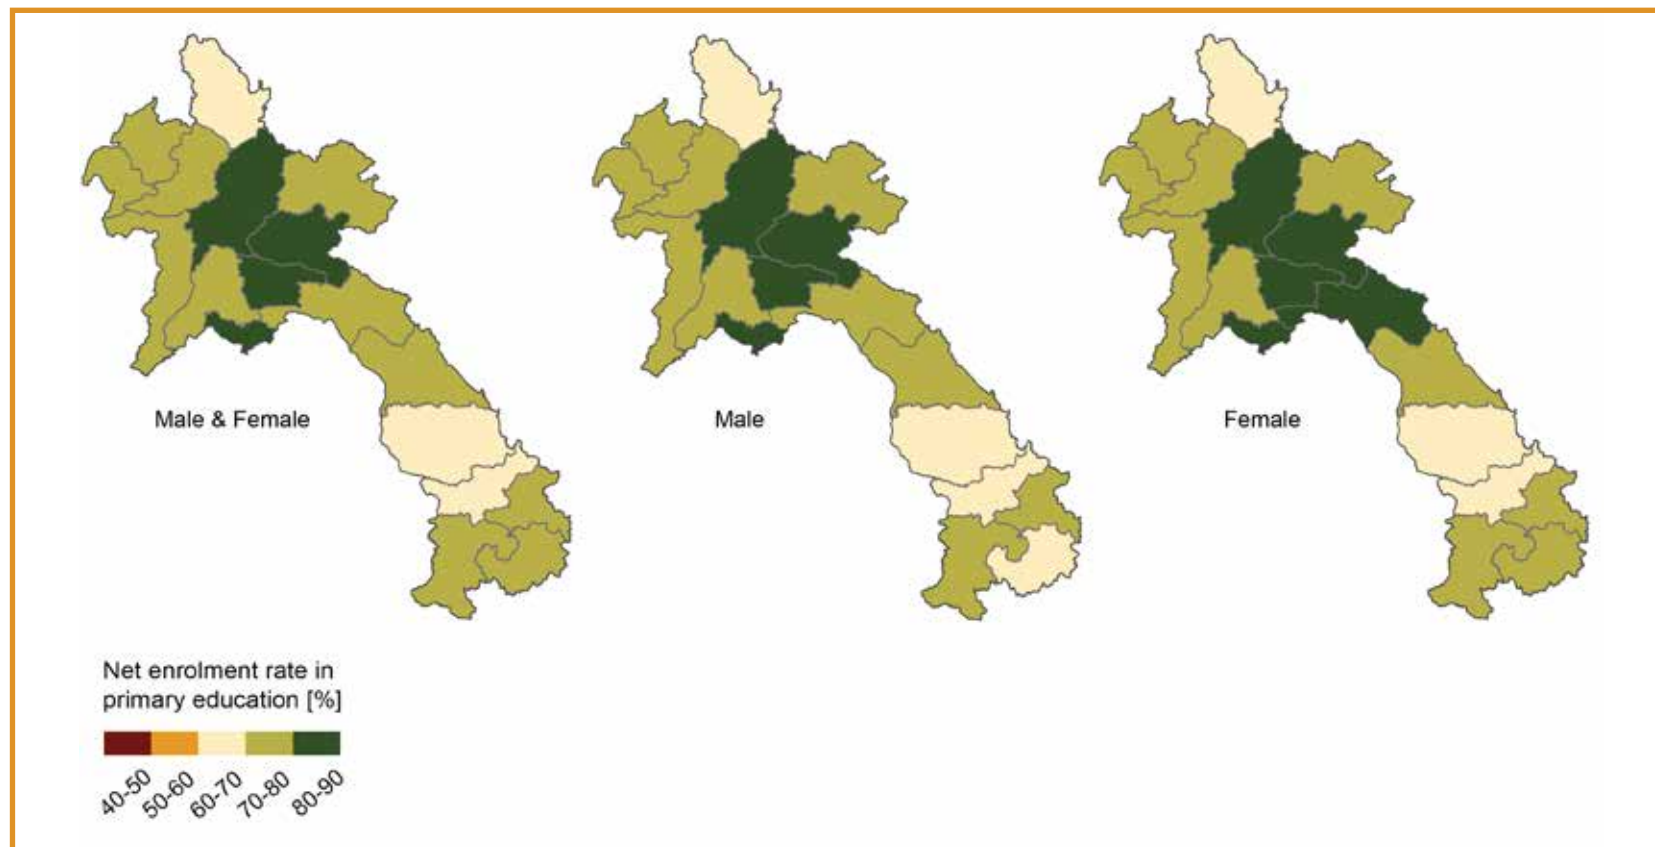 Male & Female
Male
Female
Net enrolment rate in
primary education [%]
40-50
50-60
60-70
70-80
80-90